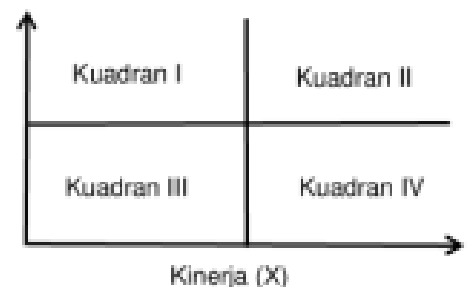 Kuadran I
Kuadran II
Kuadran III
Kuadran IV
Kinerja (X)